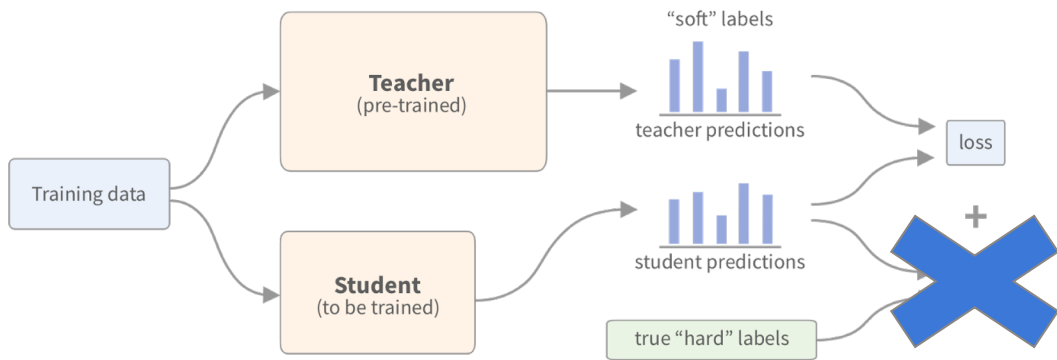 “soft” labels
Teacher
(pre-trained)
teacher predictions
loss
Training data
+
Student
(to be trained)
student predictions
true “hard” labels